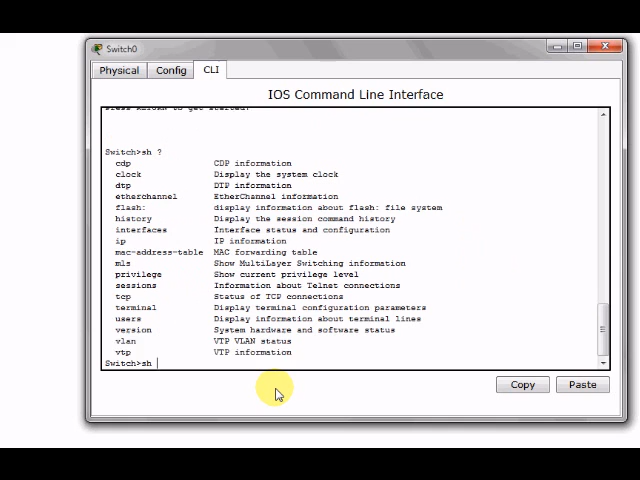 Switch0
Physical Config CLI
IOS Command Line Interface
Press RETURN to get started!
Switch>sh ?
cdp CDP information
clock Display the system clock
dtp DTP information
etherchannel EtherChannel information
flash: display information about flash: file system
history Display the session command history
interfaces Interface status and configuration
ip IP information
mac-address-table MAC forwarding table
mls Show MultiLayer Switching information
privilege Show current privilege level
sessions Information about Telnet connections
tcp Status of TCP connections
terminal Display terminal configuration parameters
users Display information about terminal lines
version System hardware and software status
vlan VTP VLAN status
vtp VTP information
Switch>sh
Copy Paste